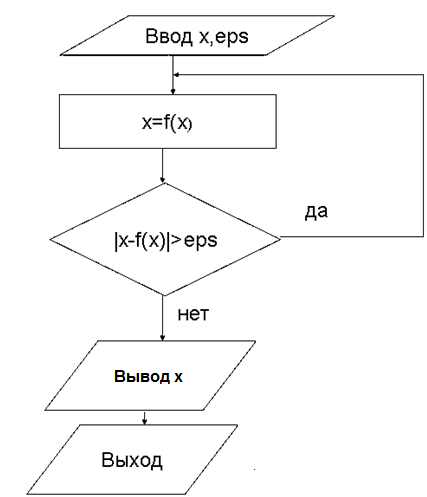 Ввод x,eps
x=f(x)
|x-f(x)|>eps
да
нет
Вывод x
Выход